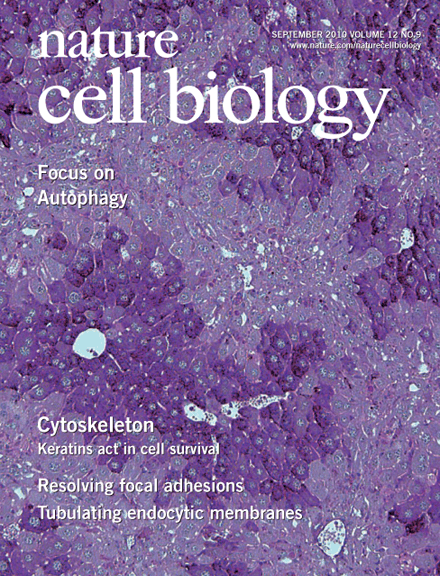 nature
SEPTEMBER 2010 VOLUME 12 NO.9
www.nature.com/naturecellbiology
cell biology
Focus on
Autophagy
Cytoskeleton
Keratins act in cell survival
Resolving focal adhesions
Tubulating endocytic membranes